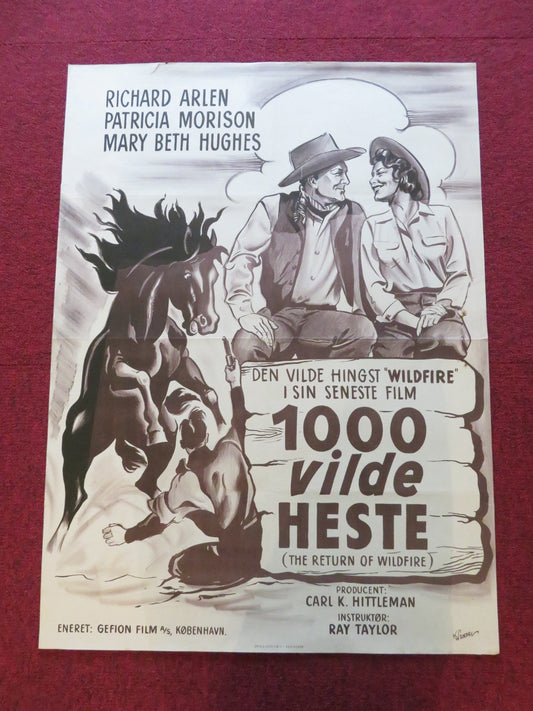 RICHARD ARLEN
PATRICIA MORISON
MARY BETH HUGHES
DEN VILDE HINGST "WILDFIRE"
I SIN SENESTE FILM
1000
vilde
HESTE
(THE RETURN OF WILDFIRE)
PRODUCENT:
CARL K. HITTLEMAN
INSTRUKTØR:
RAY TAYLOR
ENERET: GEFION FILM A/S, KØBENHAVN.